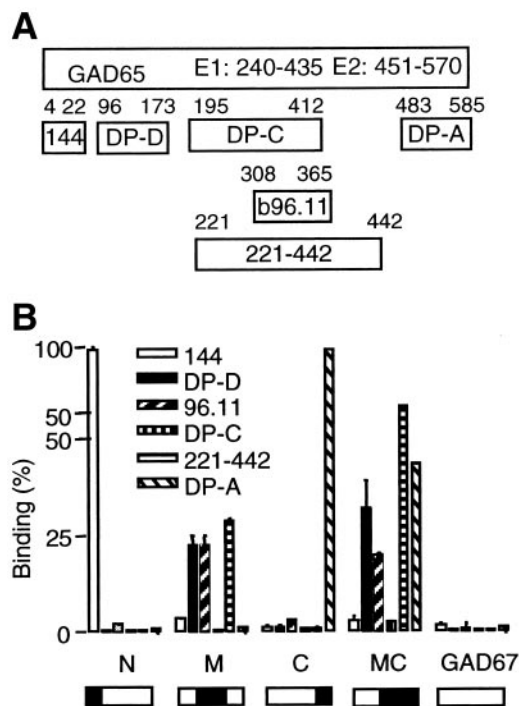 A
GAD65 E1: 240-435 E2: 451-570
4 22 96 173 195 412 483 585
144 DP-D DP-C DP-A
308 365
b96.11
221 442
221-442
B
100
50
50
25
0
Binding (%)
144
DP-D
96.11
DP-C
221-442
DP-A
N M C MC GAD67